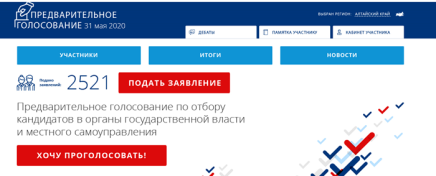 ПРЕДВАРИТЕЛЬНОЕ
ГОЛОСОВАНИЕ 31 мая 2020
ВЫБРАН РЕГИОН: АЛТАЙСКИЙ КРАЙ
ДЕБАТЫ
ПАМЯТКА УЧАСТНИКУ
КАБИНЕТ УЧАСТНИКА
УЧАСТНИКИ
ИТОГИ
НОВОСТИ
Подано
заявлений:
2521
ПОДАТЬ ЗАЯВЛЕНИЕ
Предварительное голосование по отбору
кандидатов в органы государственной власти
и местного самоуправления
ХОЧУ ПРОГОЛОСОВАТЬ!